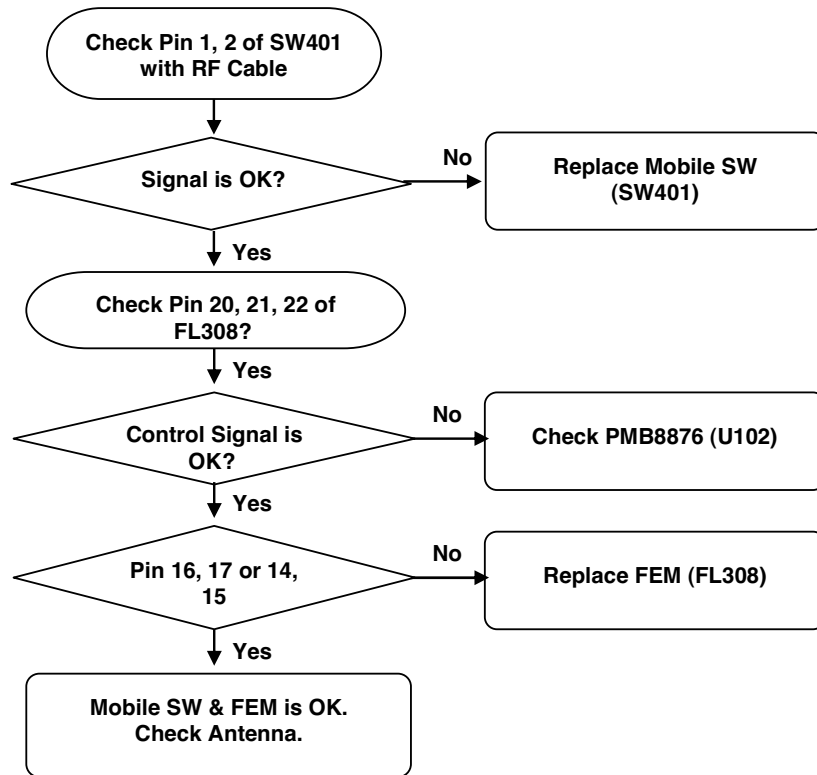 Check Pin 1, 2 of SW401
with RF Cable
Signal is OK?
No
Replace Mobile SW
(SW401)
Yes
Check Pin 20, 21, 22 of
FL308?
Yes
Control Signal is
OK?
No
Check PMB8876 (U102)
Yes
Pin 16, 17 or 14,
15
No
Replace FEM (FL308)
Yes
Mobile SW & FEM is OK.
Check Antenna.